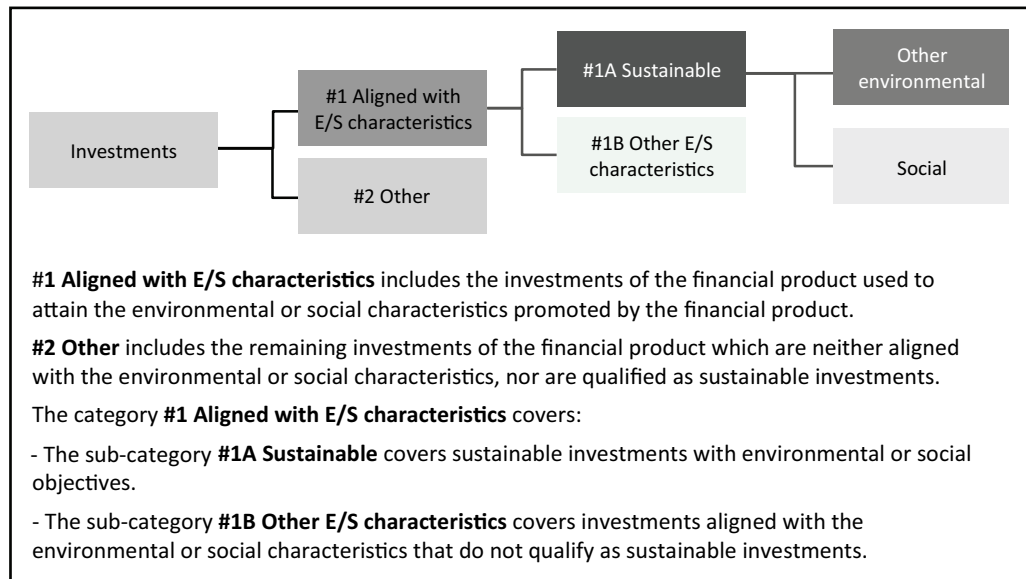 Investments
#1 Aligned with
E/S characteristics
#2 Other
#1A Sustainable
#1B Other E/S
characteristics
Other
environmental
Social
#1 Aligned with E/S characteristics includes the investments of the financial product used to
attain the environmental or social characteristics promoted by the financial product.
#2 Other includes the remaining investments of the financial product which are neither aligned
with the environmental or social characteristics, nor are qualified as sustainable investments.
The category #1 Aligned with E/S characteristics covers:
- The sub-category #1A Sustainable covers sustainable investments with environmental or social
objectives.
- The sub-category #1B Other E/S characteristics covers investments aligned with the
environmental or social characteristics that do not qualify as sustainable investments.